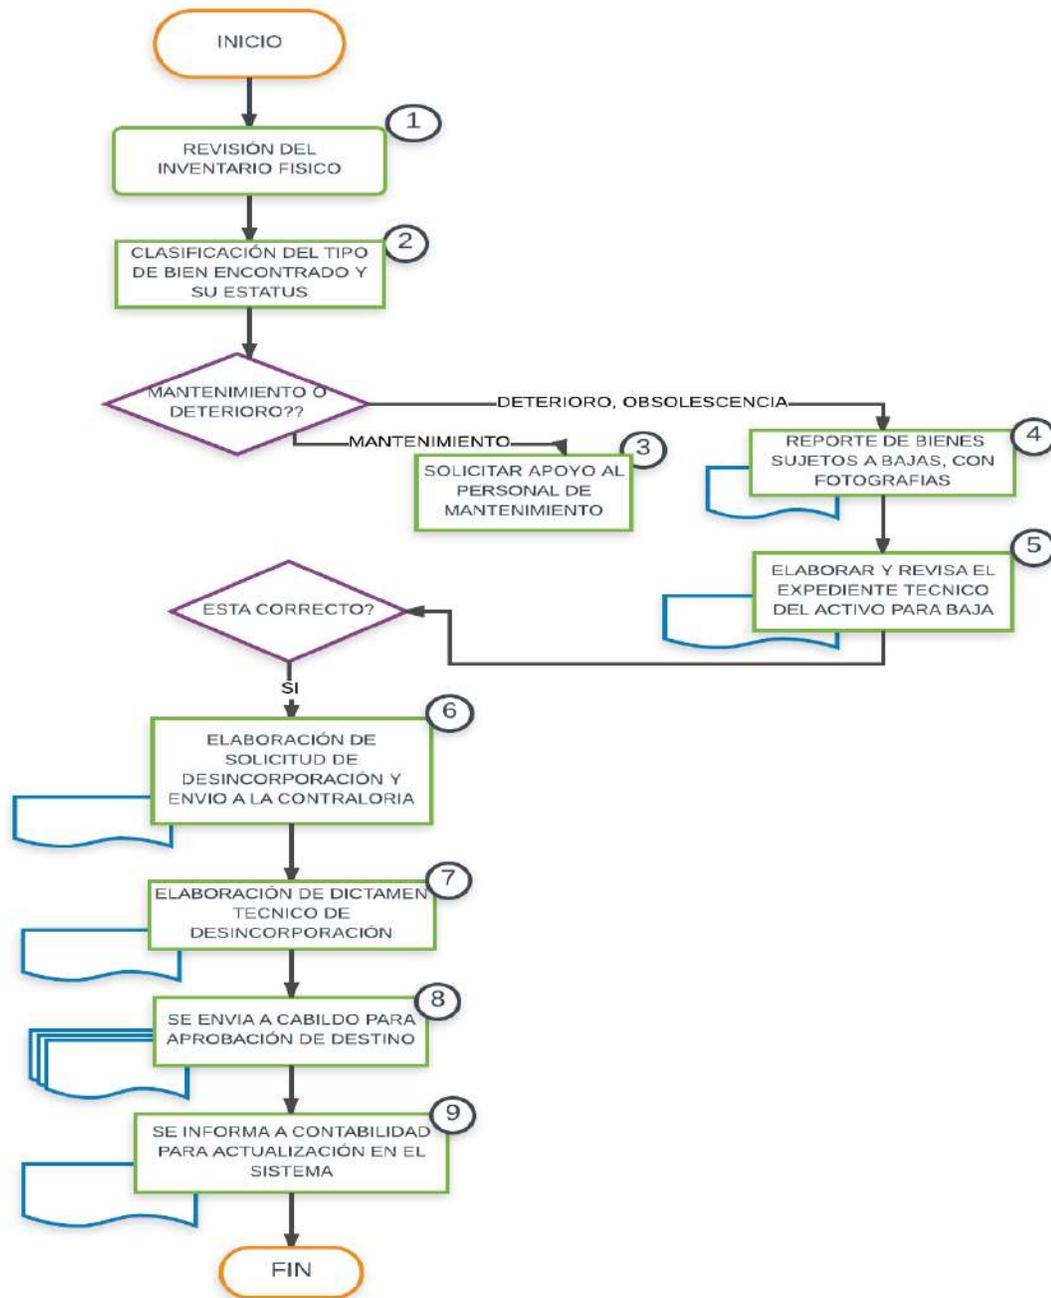 INICIO
1
REVISIÓN DEL
INVENTARIO FISICO
2
CLASIFICACIÓN DEL TIPO
DE BIEN ENCONTRADO Y
SU ESTATUS
MANTENIMIENTO O
DETERIORO??
DETERIORO, OBSOLESCENCIA
MANTENIMIENTO
3
SOLICITAR APOYO AL
PERSONAL DE
MANTENIMIENTO
4
REPORTE DE BIENES
SUJETOS A BAJAS, CON
FOTOGRAFIAS
5
ELABORAR Y REVISA EL
EXPEDIENTE TECNICO
DEL ACTIVO PARA BAJA
ESTA CORRECTO?
SI
6
ELABORACIÓN DE
SOLICITUD DE
DESINCORPORACIÓN Y
ENVIO A LA CONTRALORIA
7
ELABORACIÓN DE DICTAMEN
TECNICO DE
DESINCORPORACIÓN
8
SE ENVIA A CABILDO PARA
APROBACIÓN DE DESTINO
9
SE INFORMA A CONTABILIDAD
PARA ACTUALIZACIÓN EN EL
SISTEMA
FIN